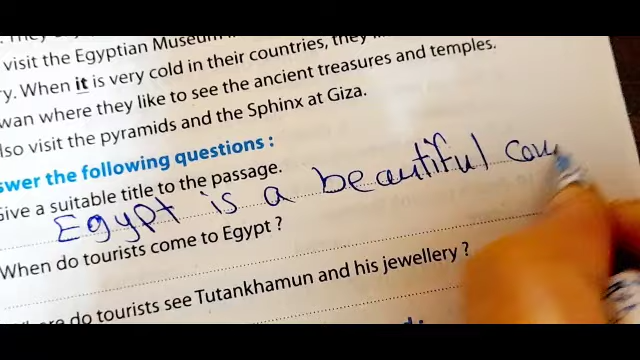 visit the Egyptian Museum
ry. When it is very cold in their countries, they
wan where they like to see the ancient treasures and temples.
lso visit the pyramids and the Sphinx at Giza.
swer the following questions :
Give a suitable title to the passage.
Egypt is a beautiful cou
When do tourists come to Egypt ?
re do tourists see Tutankhamun and his jewellery ?